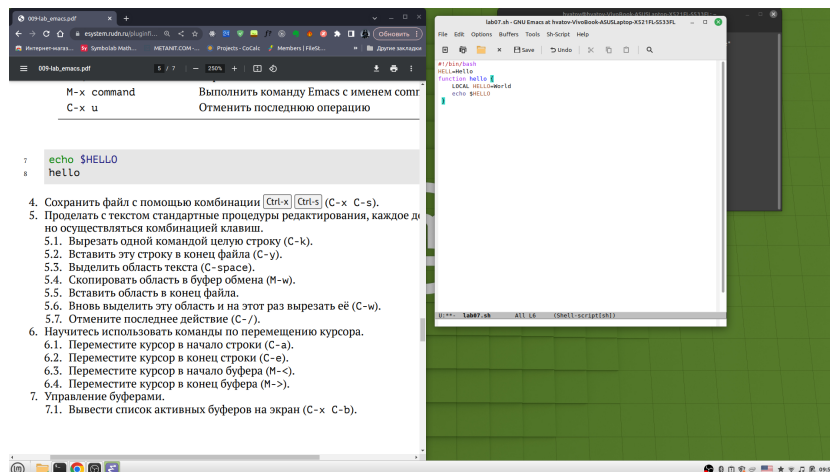 009-lab_emacs.pdf
esystem.rudn.ru/pluginfi...
Обновить
Интернет-магаз...
Symbolab Math...
METANIT.COM -...
Projects - CoCalc
Members | FileSt...
Другие закладки
009-lab_emacs.pdf
5 / 7
250%
M-x command Выполнить команду Emacs с именем comm
C-x u Отменить последнюю операцию
7 echo $HELLO
8 hello
4. Сохранить файл с помощью комбинации Ctrl-x Ctrl-s (C-x C-s).
5. Проделать с текстом стандартные процедуры редактирования, каждое де
но осуществляться комбинацией клавиш.
5.1. Вырезать одной командой целую строку (C-k).
5.2. Вставить эту строку в конец файла (C-y).
5.3. Выделить область текста (C-space).
5.4. Скопировать область в буфер обмена (M-w).
5.5. Вставить область в конец файла.
5.6. Вновь выделить эту область и на этот раз вырезать её (C-w).
5.7. Отмените последнее действие (C-/).
6. Научитесь использовать команды по перемещению курсора.
6.1. Переместите курсор в начало строки (C-a).
6.2. Переместите курсор в конец строки (C-e).
6.3. Переместите курсор в начало буфера (M-<).
6.4. Переместите курсор в конец буфера (M->).
7. Управление буферами.
7.1. Вывести список активных буферов на экран (C-x C-b).
hvatov@hvatov-VivoBook-ASUSLaptop-X521FL-S533FL: ~
lab07.sh - GNU Emacs at hvatov-VivoBook-ASUSLaptop-X521FL-S533FL
File Edit Options Buffers Tools Sh-Script Help
Save Undo
#!/bin/bash
HELL=Hello
function hello {
LOCAL HELLO=World
echo $HELLO
}
U:**- lab07.sh All L6 (Shell-script[sh])